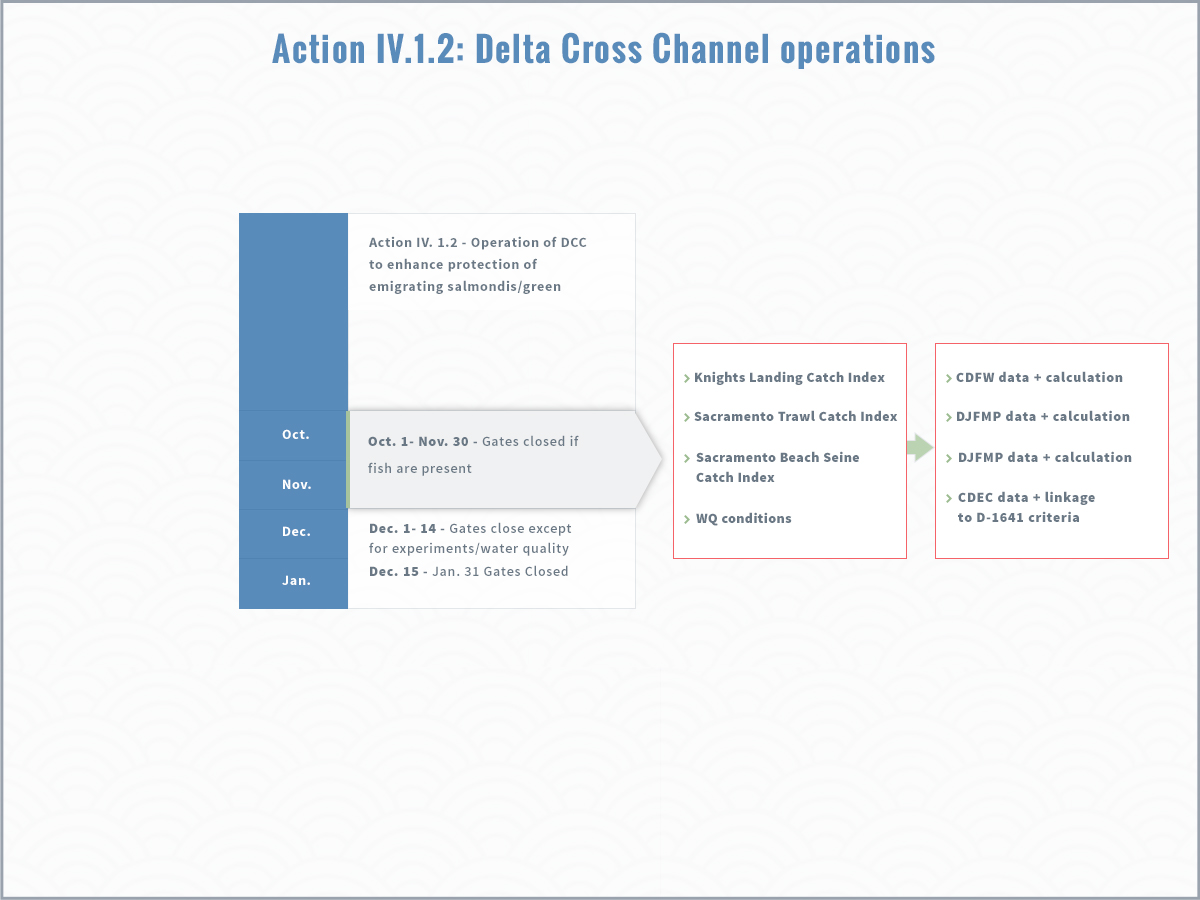 Action IV.1.2: Delta Cross Channel operations
Action IV. 1.2 - Operation of DCC
to enhance protection of
emigrating salmondis/green
Oct.
Nov.
Dec.
Jan.
Oct. 1- Nov. 30 - Gates closed if
fish are present
Dec. 1- 14 - Gates close except
for experiments/water quality
Dec. 15 - Jan. 31 Gates Closed
Knights Landing Catch Index
Sacramento Trawl Catch Index
Sacramento Beach Seine
Catch Index
WQ conditions
CDFW data + calculation
DJFMP data + calculation
DJFMP data + calculation
CDEC data + linkage
to D-1641 criteria